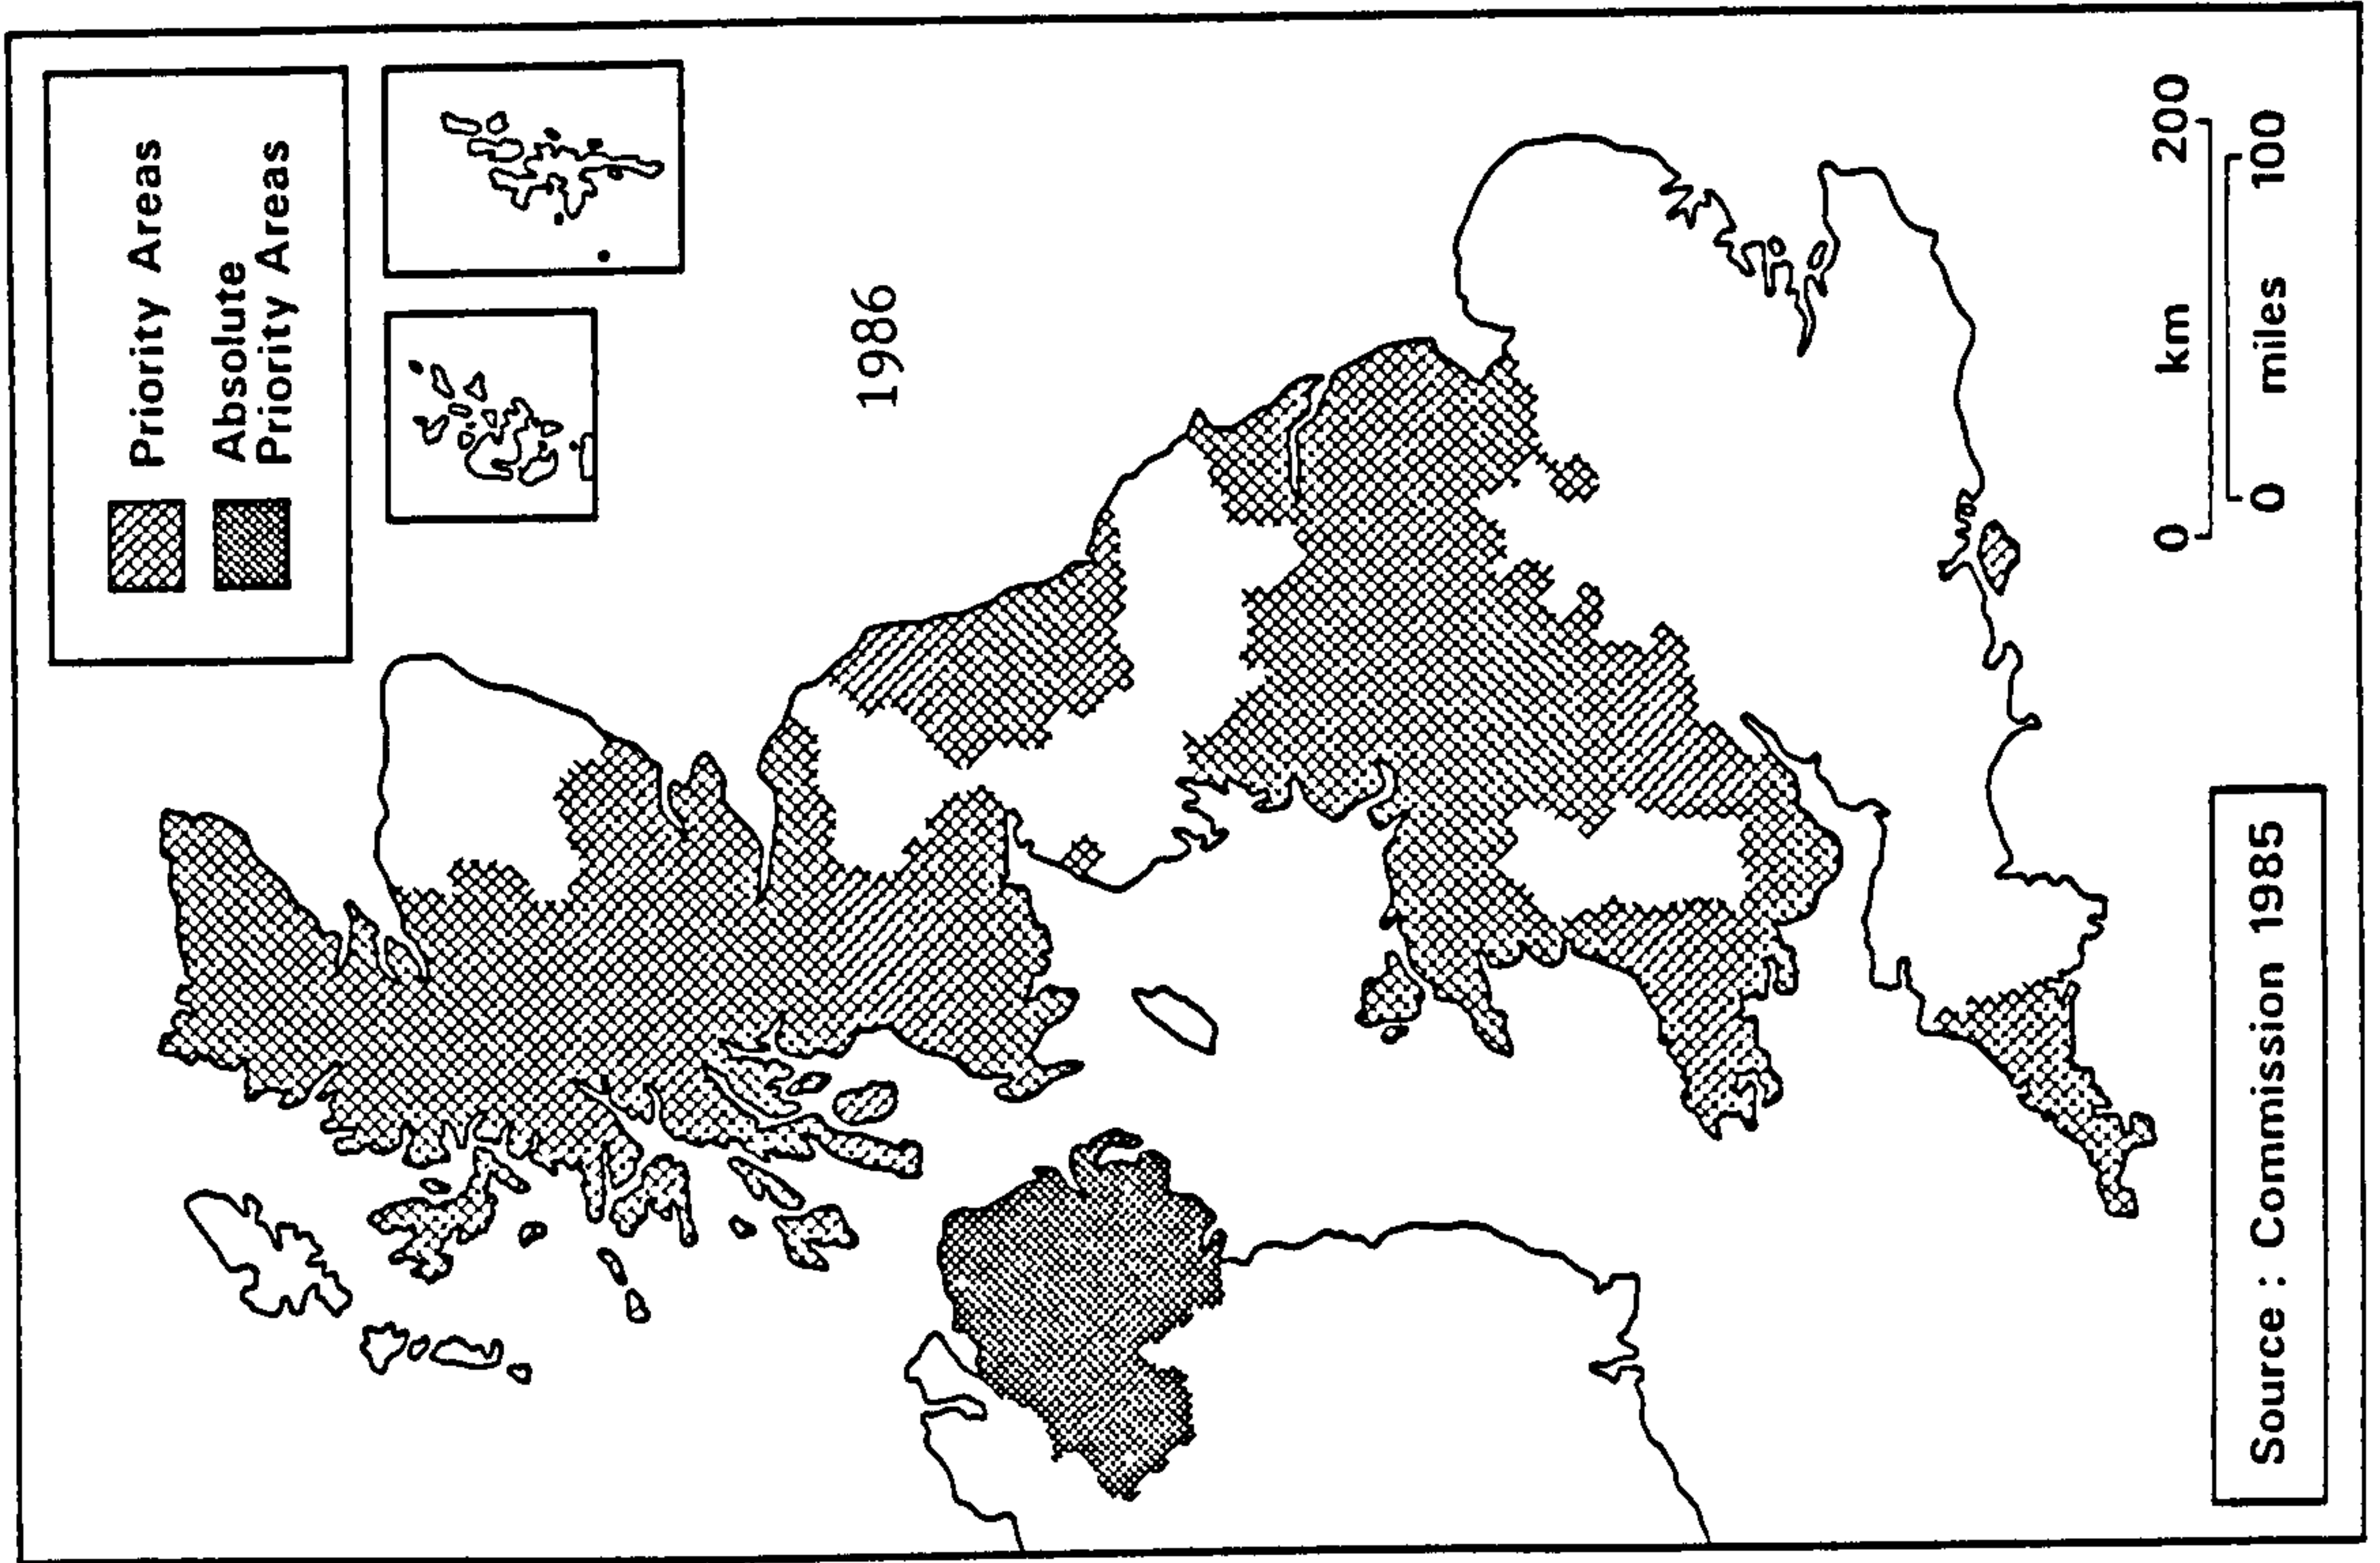 Priority Areas
Absolute
Priority Areas
1986
0 km 200
0 miles 100
Source : Commission 1985